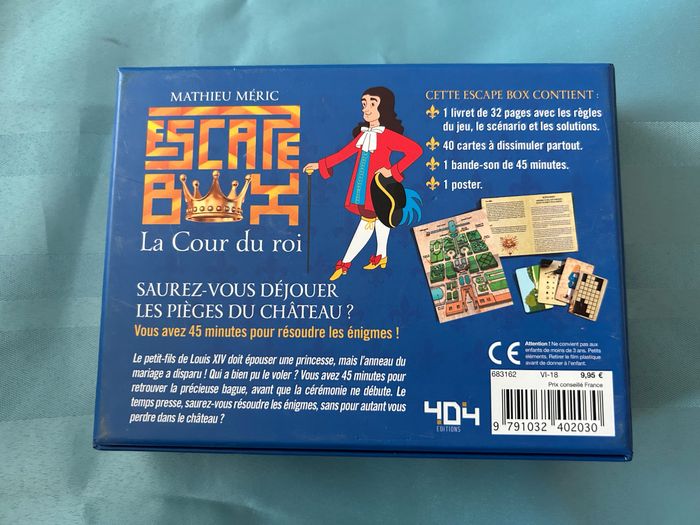 MATHIEU MÉRIC
ESCAPE
BOX
La Cour du roi
SAUREZ-VOUS DÉJOUER
LES PIÈGES DU CHÂTEAU ?
Vous avez 45 minutes pour résoudre les énigmes !
Le petit-fils de Louis XIV doit épouser une princesse, mais l'anneau du
mariage a disparu ! Qui a bien pu le voler ? Vous avez 45 minutes pour
retrouver la précieuse bague, avant que la cérémonie ne débute. Le
temps presse, saurez-vous résoudre les énigmes, sans pour autant vous
perdre dans le château ?
CETTE ESCAPE BOX CONTIENT :
1 livret de 32 pages avec les règles
du jeu, le scénario et les solutions.
40 cartes à dissimuler partout.
1 bande-son de 45 minutes.
1 poster.
CE
Attention ! Ne convient pas aux
enfants de moins de 3 ans. Petits
éléments. Retirer le film plastique
avant de donner à l'enfant.
404
EDITIONS
683162 VI-18 9,95 €
Prix conseillé France
9 791032 402030